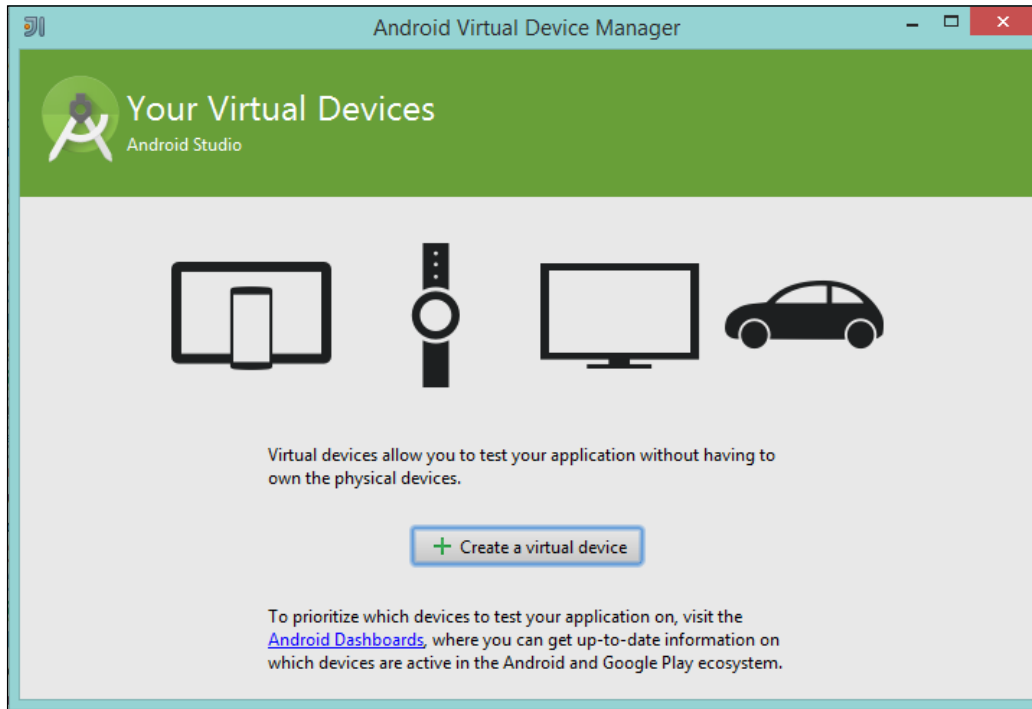 Android Virtual Device Manager
Your Virtual Devices
Android Studio
Virtual devices allow you to test your application without having to
own the physical devices.
Create a virtual device
To prioritize which devices to test your application on, visit the
Android Dashboards, where you can get up-to-date information on
which devices are active in the Android and Google Play ecosystem.